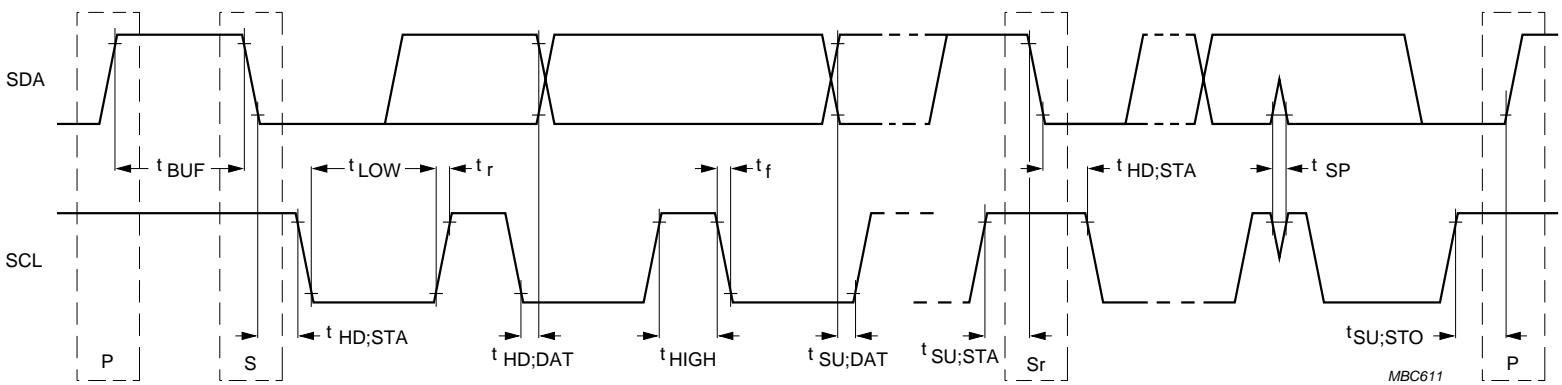 SDA
t BUF
t LOW
t r
t f
t HD;STA
t SP
SCL
t HD;STA
t HD;DAT
t HIGH
t SU;DAT
t SU;STA
t SU;STO
P
S
Sr
P
MBC611